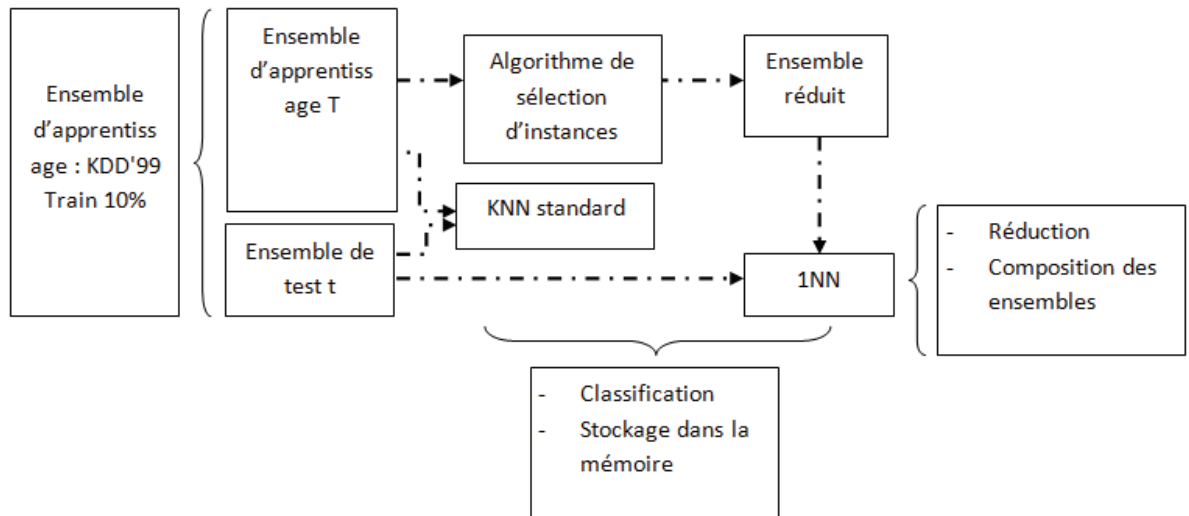 Ensemble
d'apprentiss
age : KDD'99
Train 10%
Ensemble
d’apprentiss
age T
Ensemble de
test t
Algorithme de
sélection
d’instances
KNN standard
Ensemble
réduit
1NN
- Réduction
- Composition des
ensembles
- Classification
- Stockage dans la
mémoire